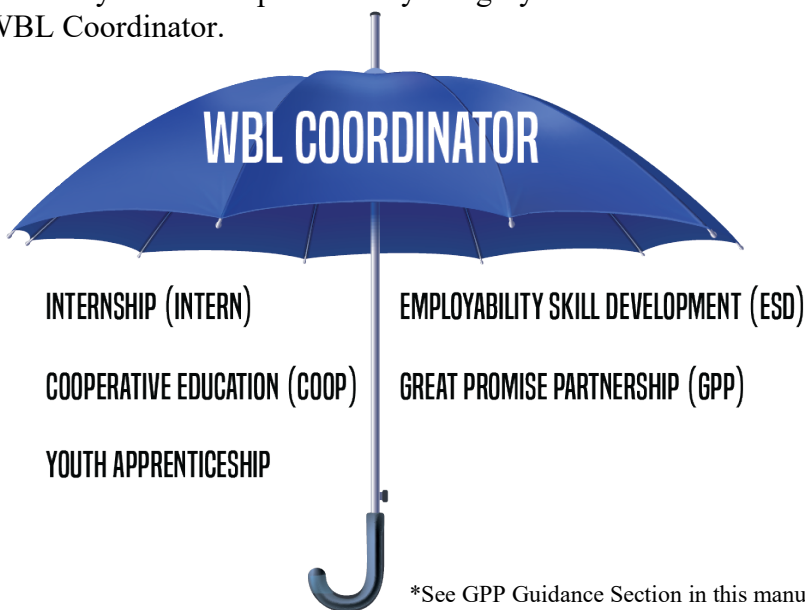 WBL Coordinator.
WBL COORDINATOR
INTERNSHIP (INTERN)
EMPLOYABILITY SKILL DEVELOPMENT (ESD)
COOPERATIVE EDUCATION (COOP)
GREAT PROMISE PARTNERSHIP (GPP)
YOUTH APPRENTICESHIP
*See GPP Guidance Section in this manu